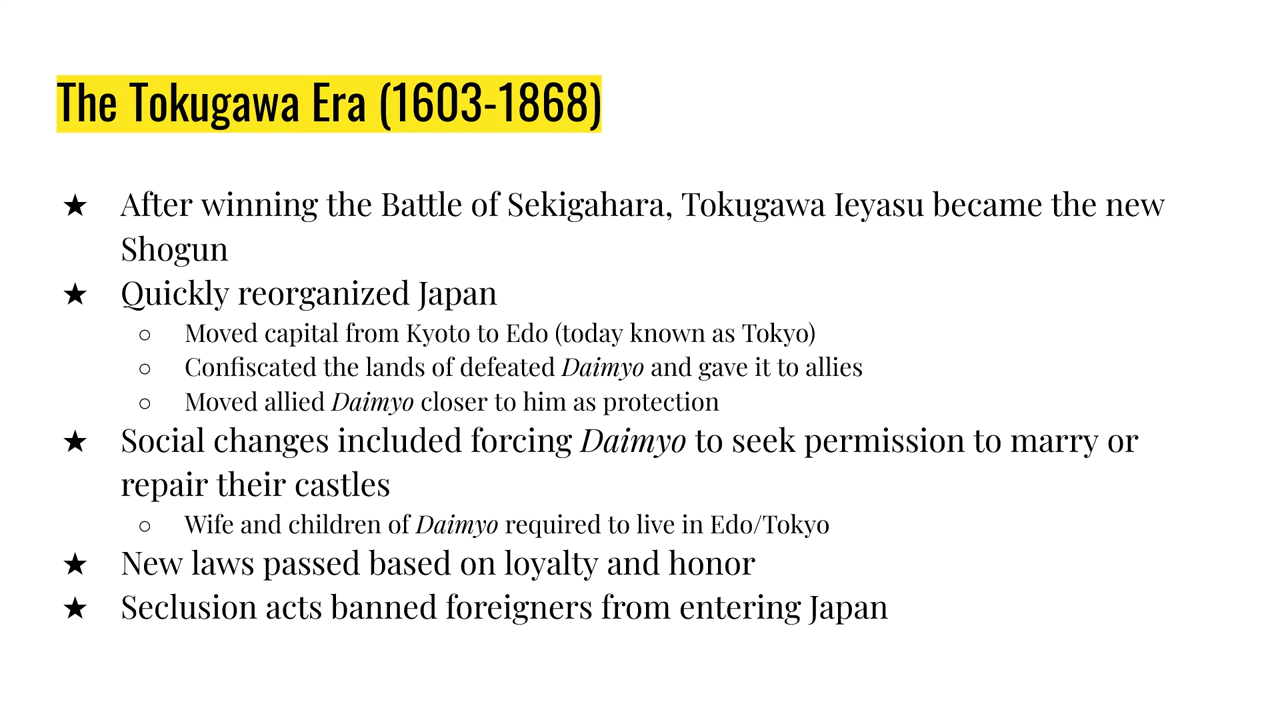 The Tokugawa Era (1603-1868)
★ After winning the Battle of Sekigahara, Tokugawa Ieyasu became the new
Shogun
★ Quickly reorganized Japan
○ Moved capital from Kyoto to Edo (today known as Tokyo)
○ Confiscated the lands of defeated Daimyo and gave it to allies
○ Moved allied Daimyo closer to him as protection
★ Social changes included forcing Daimyo to seek permission to marry or
repair their castles
○ Wife and children of Daimyo required to live in Edo/Tokyo
★ New laws passed based on loyalty and honor
★ Seclusion acts banned foreigners from entering Japan